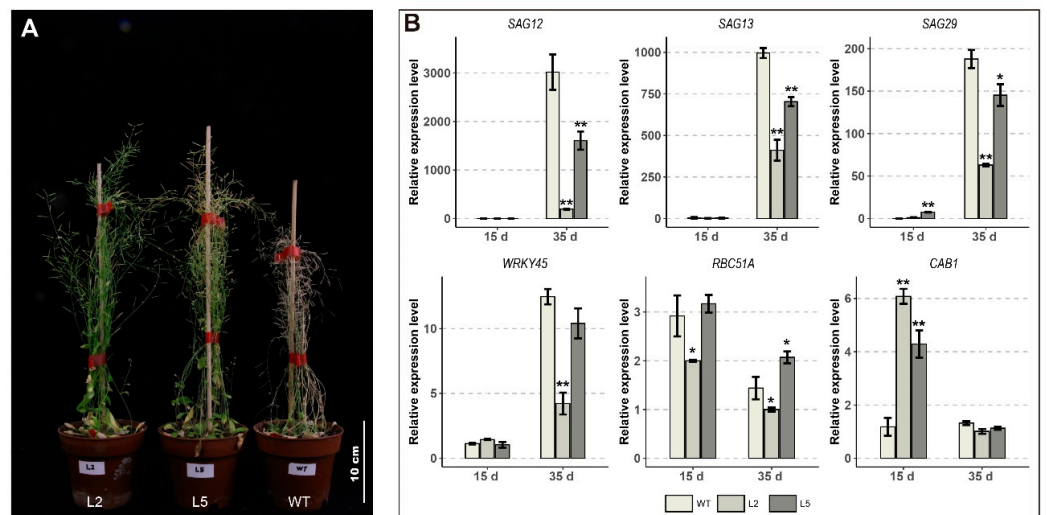 A
L2
L5
WT
L2
L5
WT
10 cm
B
SAG12
Relative expression level
3000
2000
1000
0
**
**
15 d
35 d
SAG13
Relative expression level
1000
750
500
250
0
**
**
15 d
35 d
SAG29
Relative expression level
200
150
100
50
0
**
**
*
15 d
35 d
WRKY45
Relative expression level
10
5
0
**
15 d
35 d
RBC51A
Relative expression level
3
2
1
0
*
*
*
15 d
35 d
CAB1
Relative expression level
6
4
2
0
**
**
15 d
35 d
WT
L2
L5